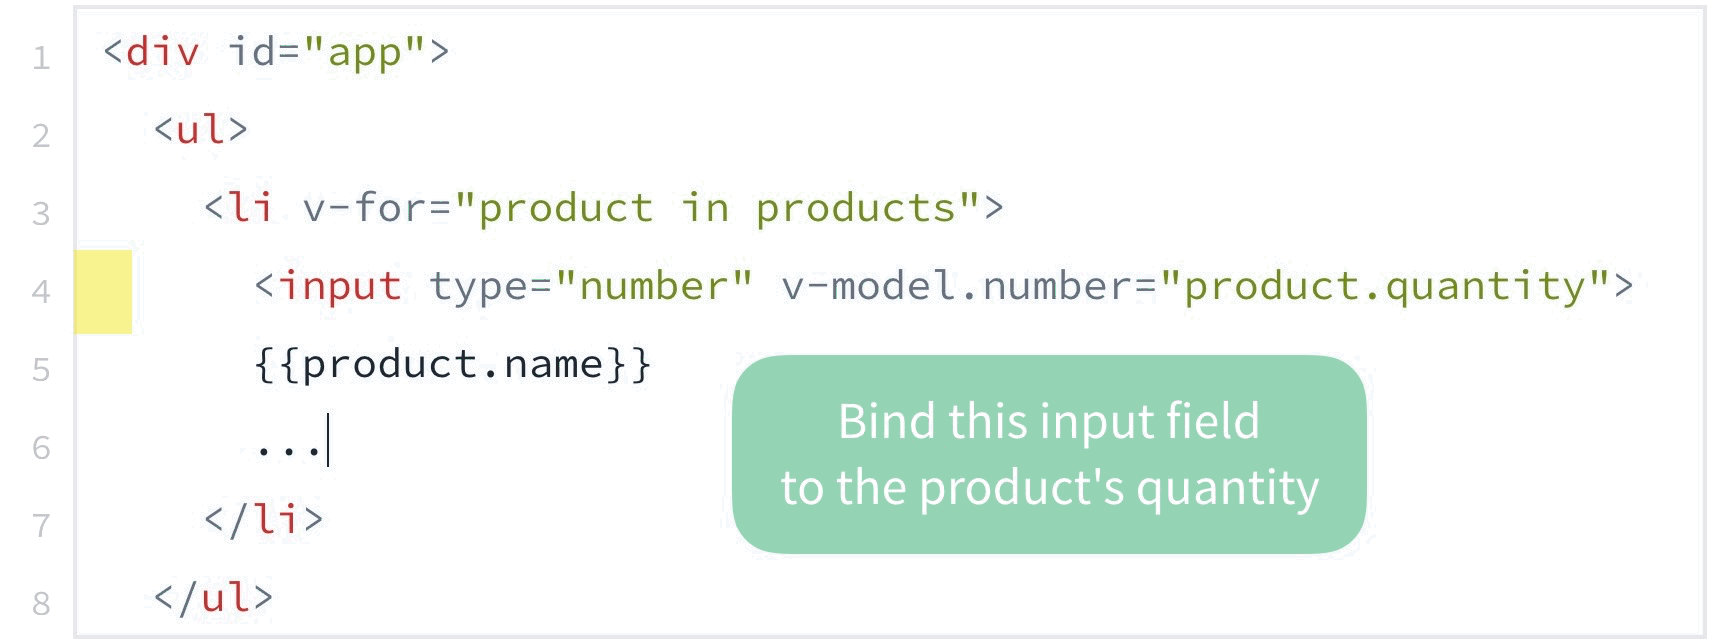 1 <div id="app">
2 <ul>
3 <li v-for="product in products">
4 <input type="number" v-model.number="product.quantity">
5 {{product.name}}
6 ...
7 </li>
8 </ul>
Bind this input field
to the product's quantity